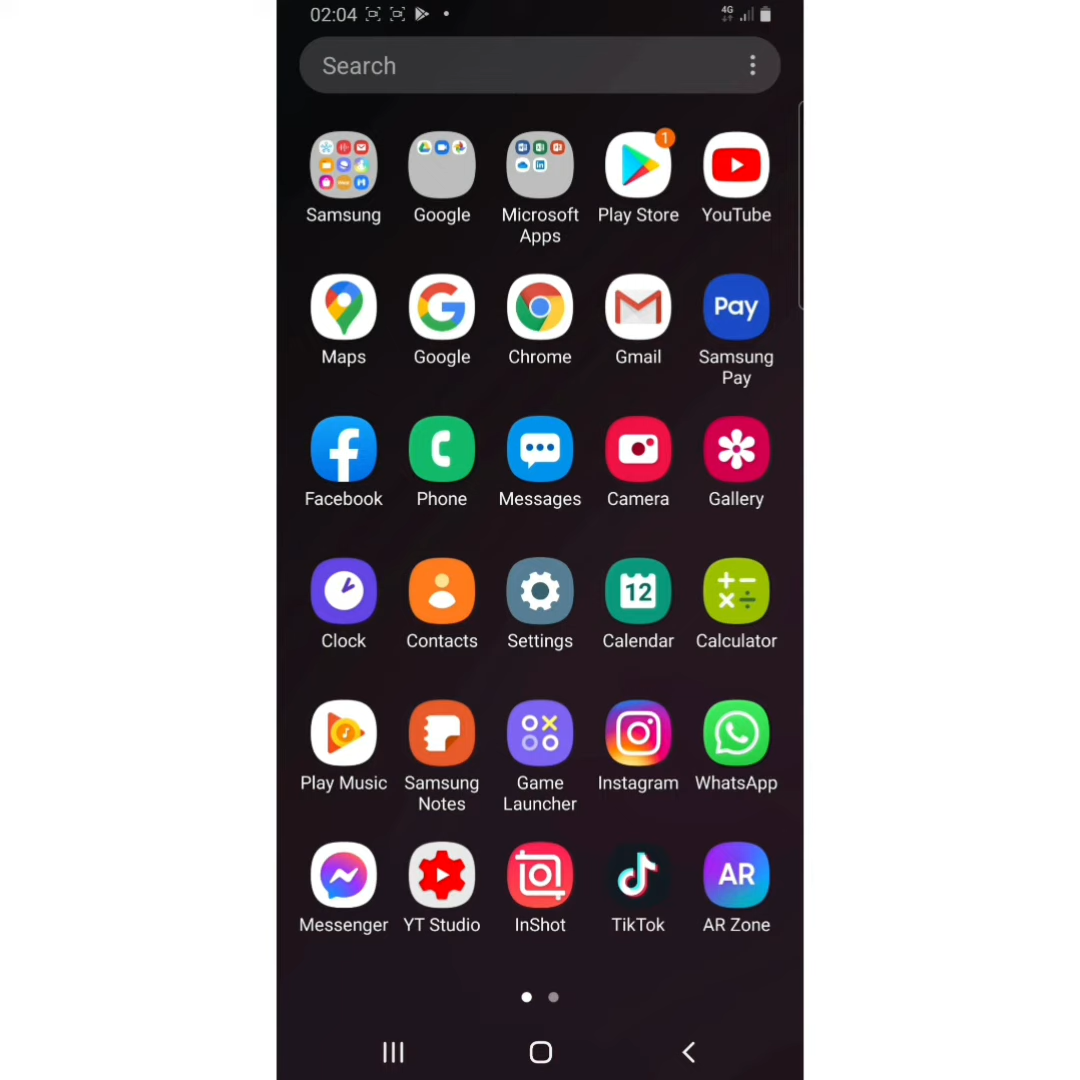 02:04
4G
Search
1
Samsung
Google
Microsoft
Apps
Play Store
YouTube
Pay
Maps
Google
Chrome
Gmail
Samsung
Pay
Facebook
Phone
Messages
Camera
Gallery
12
Clock
Contacts
Settings
Calendar
Calculator
Play Music
Samsung
Notes
Game
Launcher
Instagram
WhatsApp
AR
Messenger
YT Studio
InShot
TikTok
AR Zone